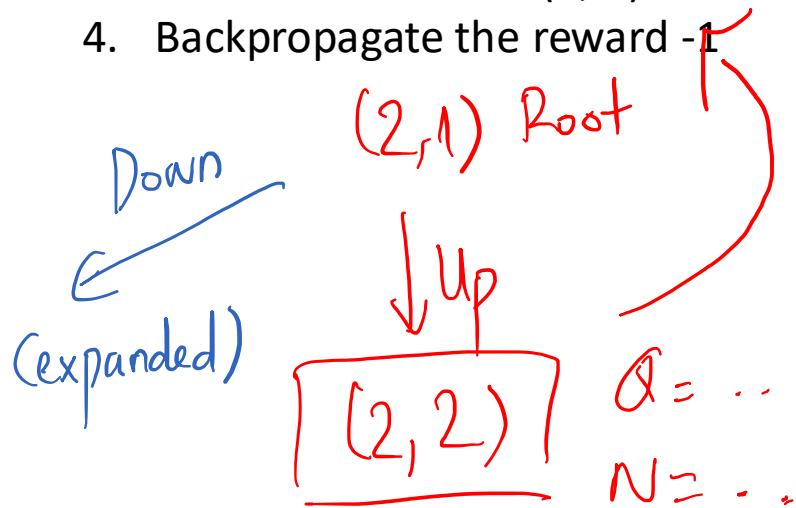 4. Backpropagate the reward -1
(2,1) Root
Down
Up
(expanded)
(2,2)
Q = ..
N = ...